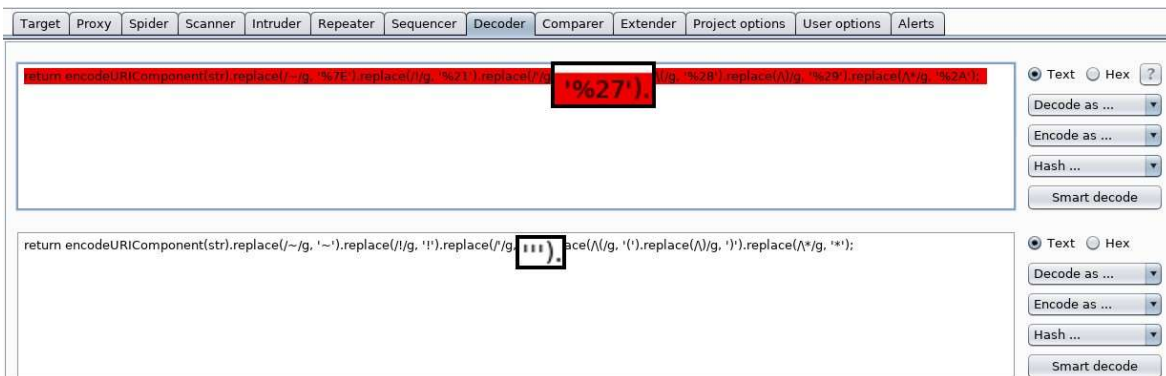 Target Proxy Spider Scanner Intruder Repeater Sequencer Decoder Comparer Extender Project options User options Alerts
return encodeURIComponent(str).replace(/~/g, '%7E').replace(/!/g, '%21').replace(/'/g '%27'). /\(/g, '%28').replace(/\)/g, '%29').replace(/\*/g, '%2A');
Text Hex ?
Decode as ...
Encode as ...
Hash ...
Smart decode
return encodeURIComponent(str).replace(/~/g, '~').replace(/!/g, '!').replace(/'/g, '''). ace(/\(/g, '(').replace(/\)/g, ')').replace(/\*/g, '*');
Text Hex
Decode as ...
Encode as ...
Hash ...
Smart decode